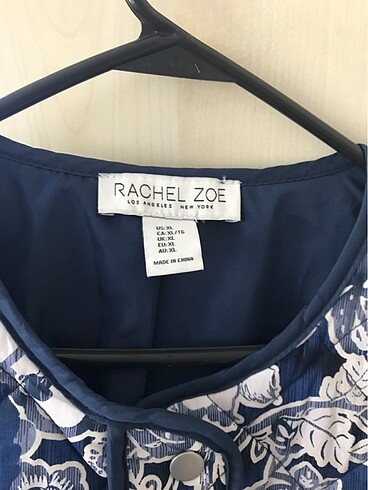 RACHEL ZOE
LOS ANGELES NEW YORK
US: XL
CA: XL/TG
UK: XL
EU: XL
AU: XL
MADE IN CHINA